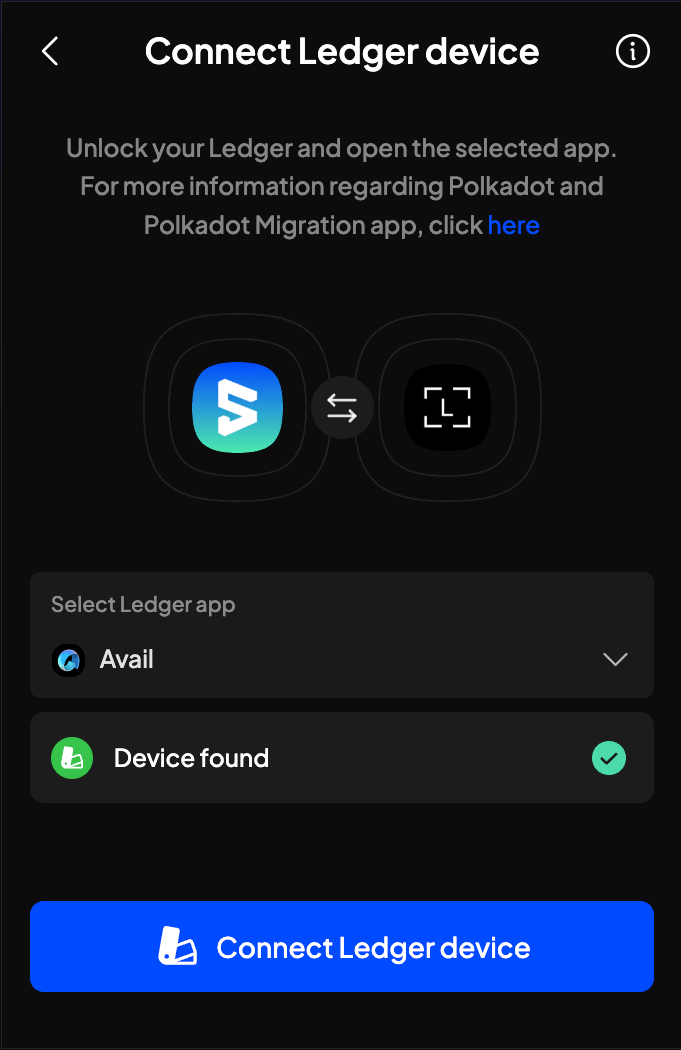 Connect Ledger device
Unlock your Ledger and open the selected app.
For more information regarding Polkadot and
Polkadot Migration app, click here
Select Ledger app
Avail
Device found
Connect Ledger device